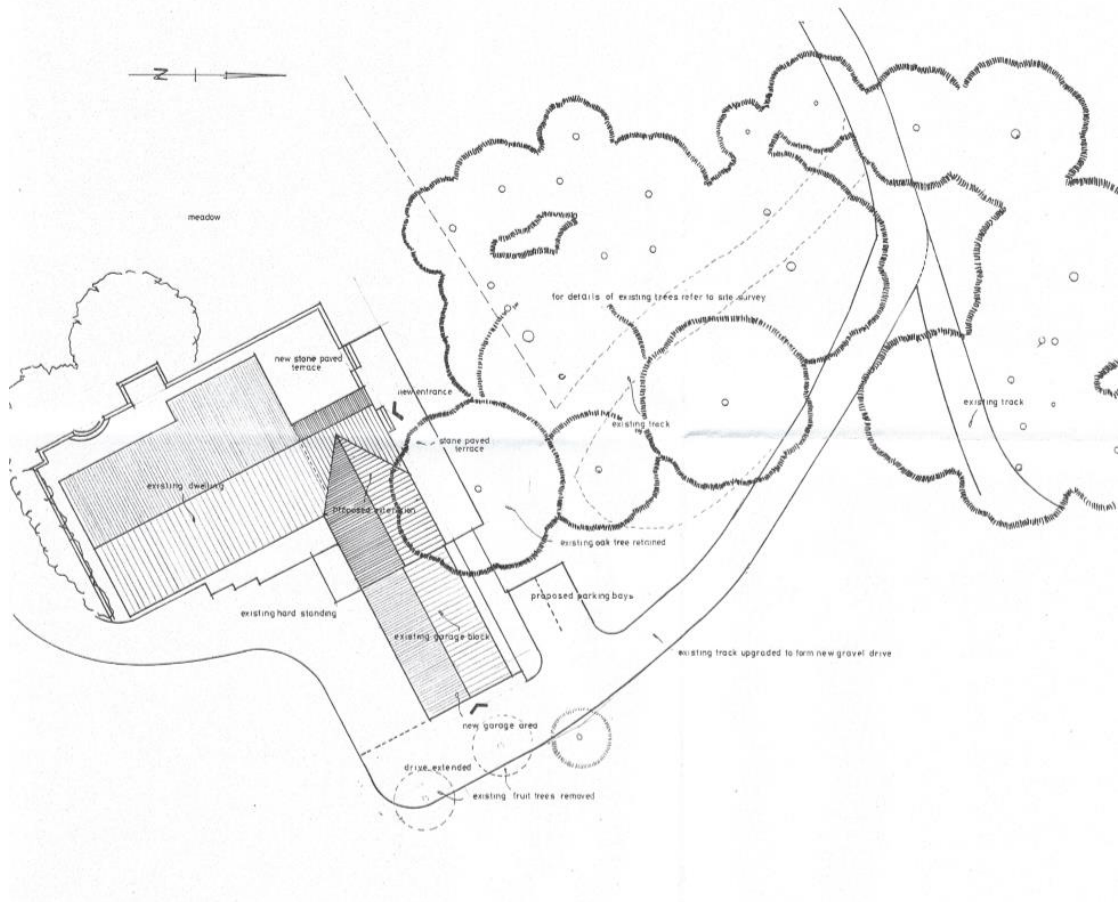 N
meadow
for details of existing trees refer to site survey
new stone paved
terrace
new entrance
existing track
existing track
stone paved
terrace
existing dwelling
proposed extension
existing oak tree retained
proposed parking bays
existing hard standing
existing garage block
existing track upgraded to form new gravel drive
new garage area
drive extended
existing fruit trees removed